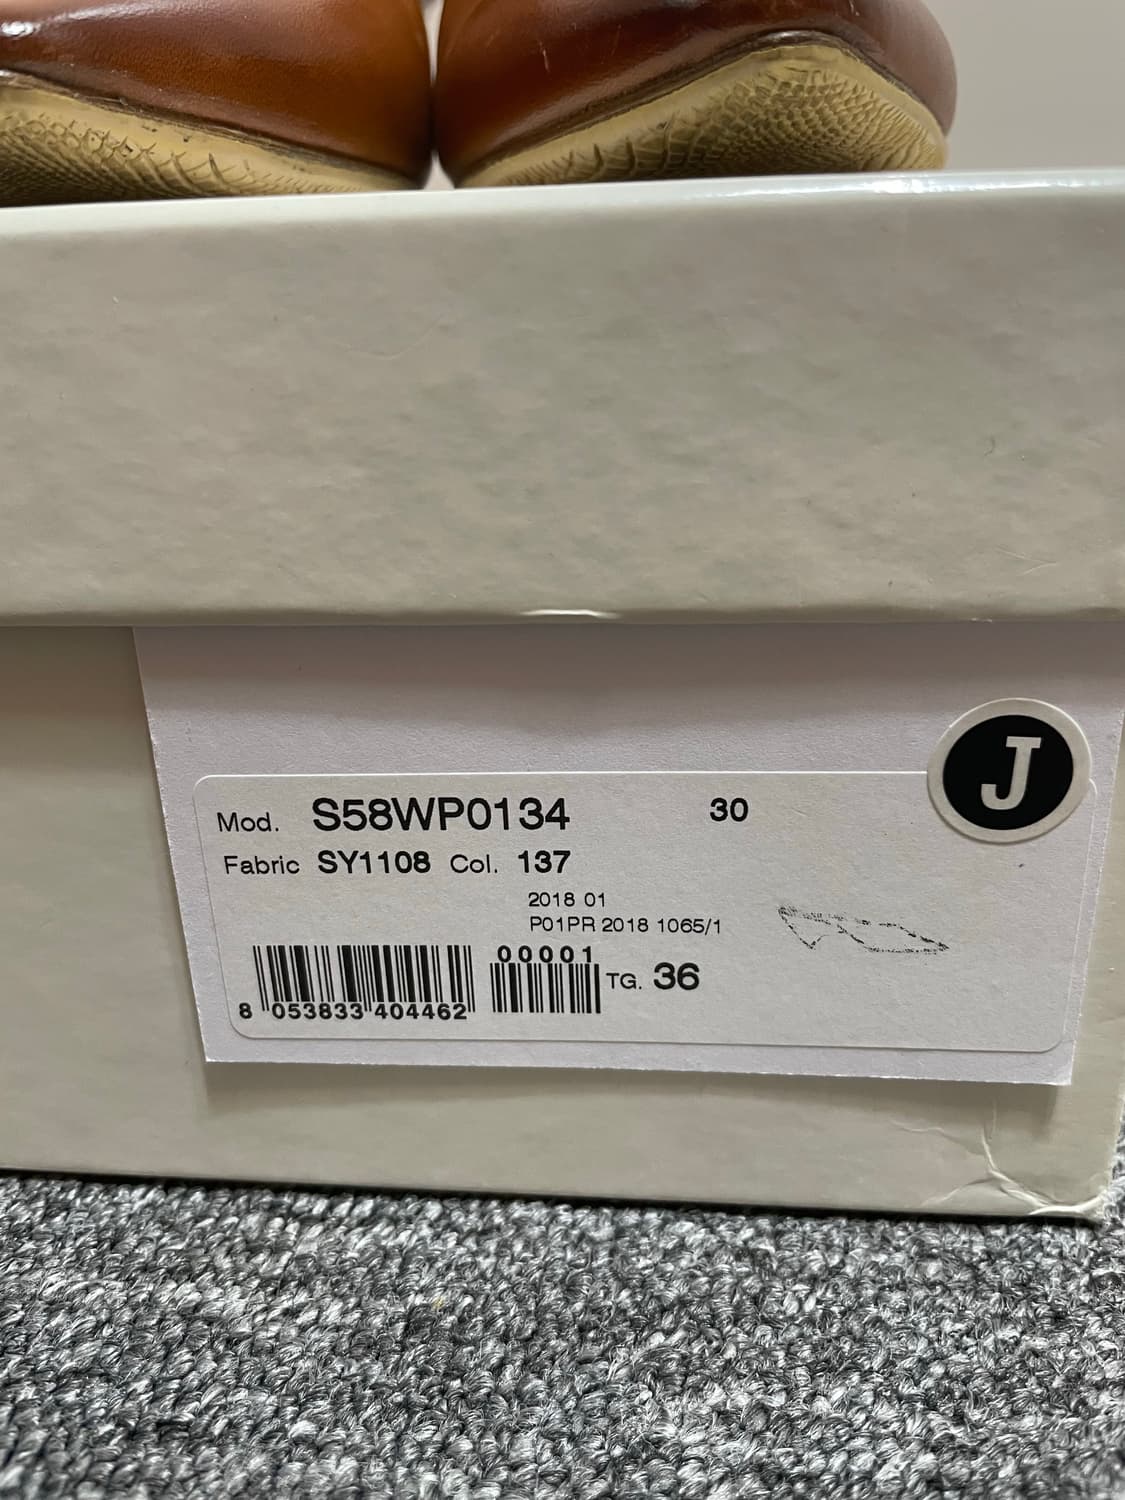 J
Mod. S58WP0134 30
Fabric SY1108 Col. 137
2018 01
P01PR 2018 1065/1
00001
TG. 36
8 053833 404462